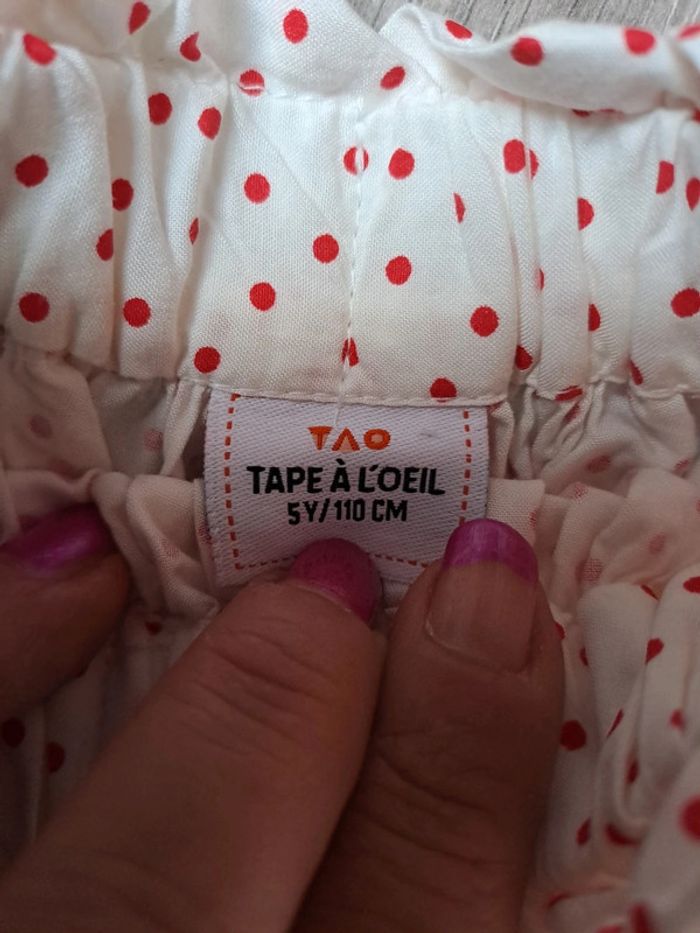 TAO
TAPE À L'OEIL
5Y/110 CM